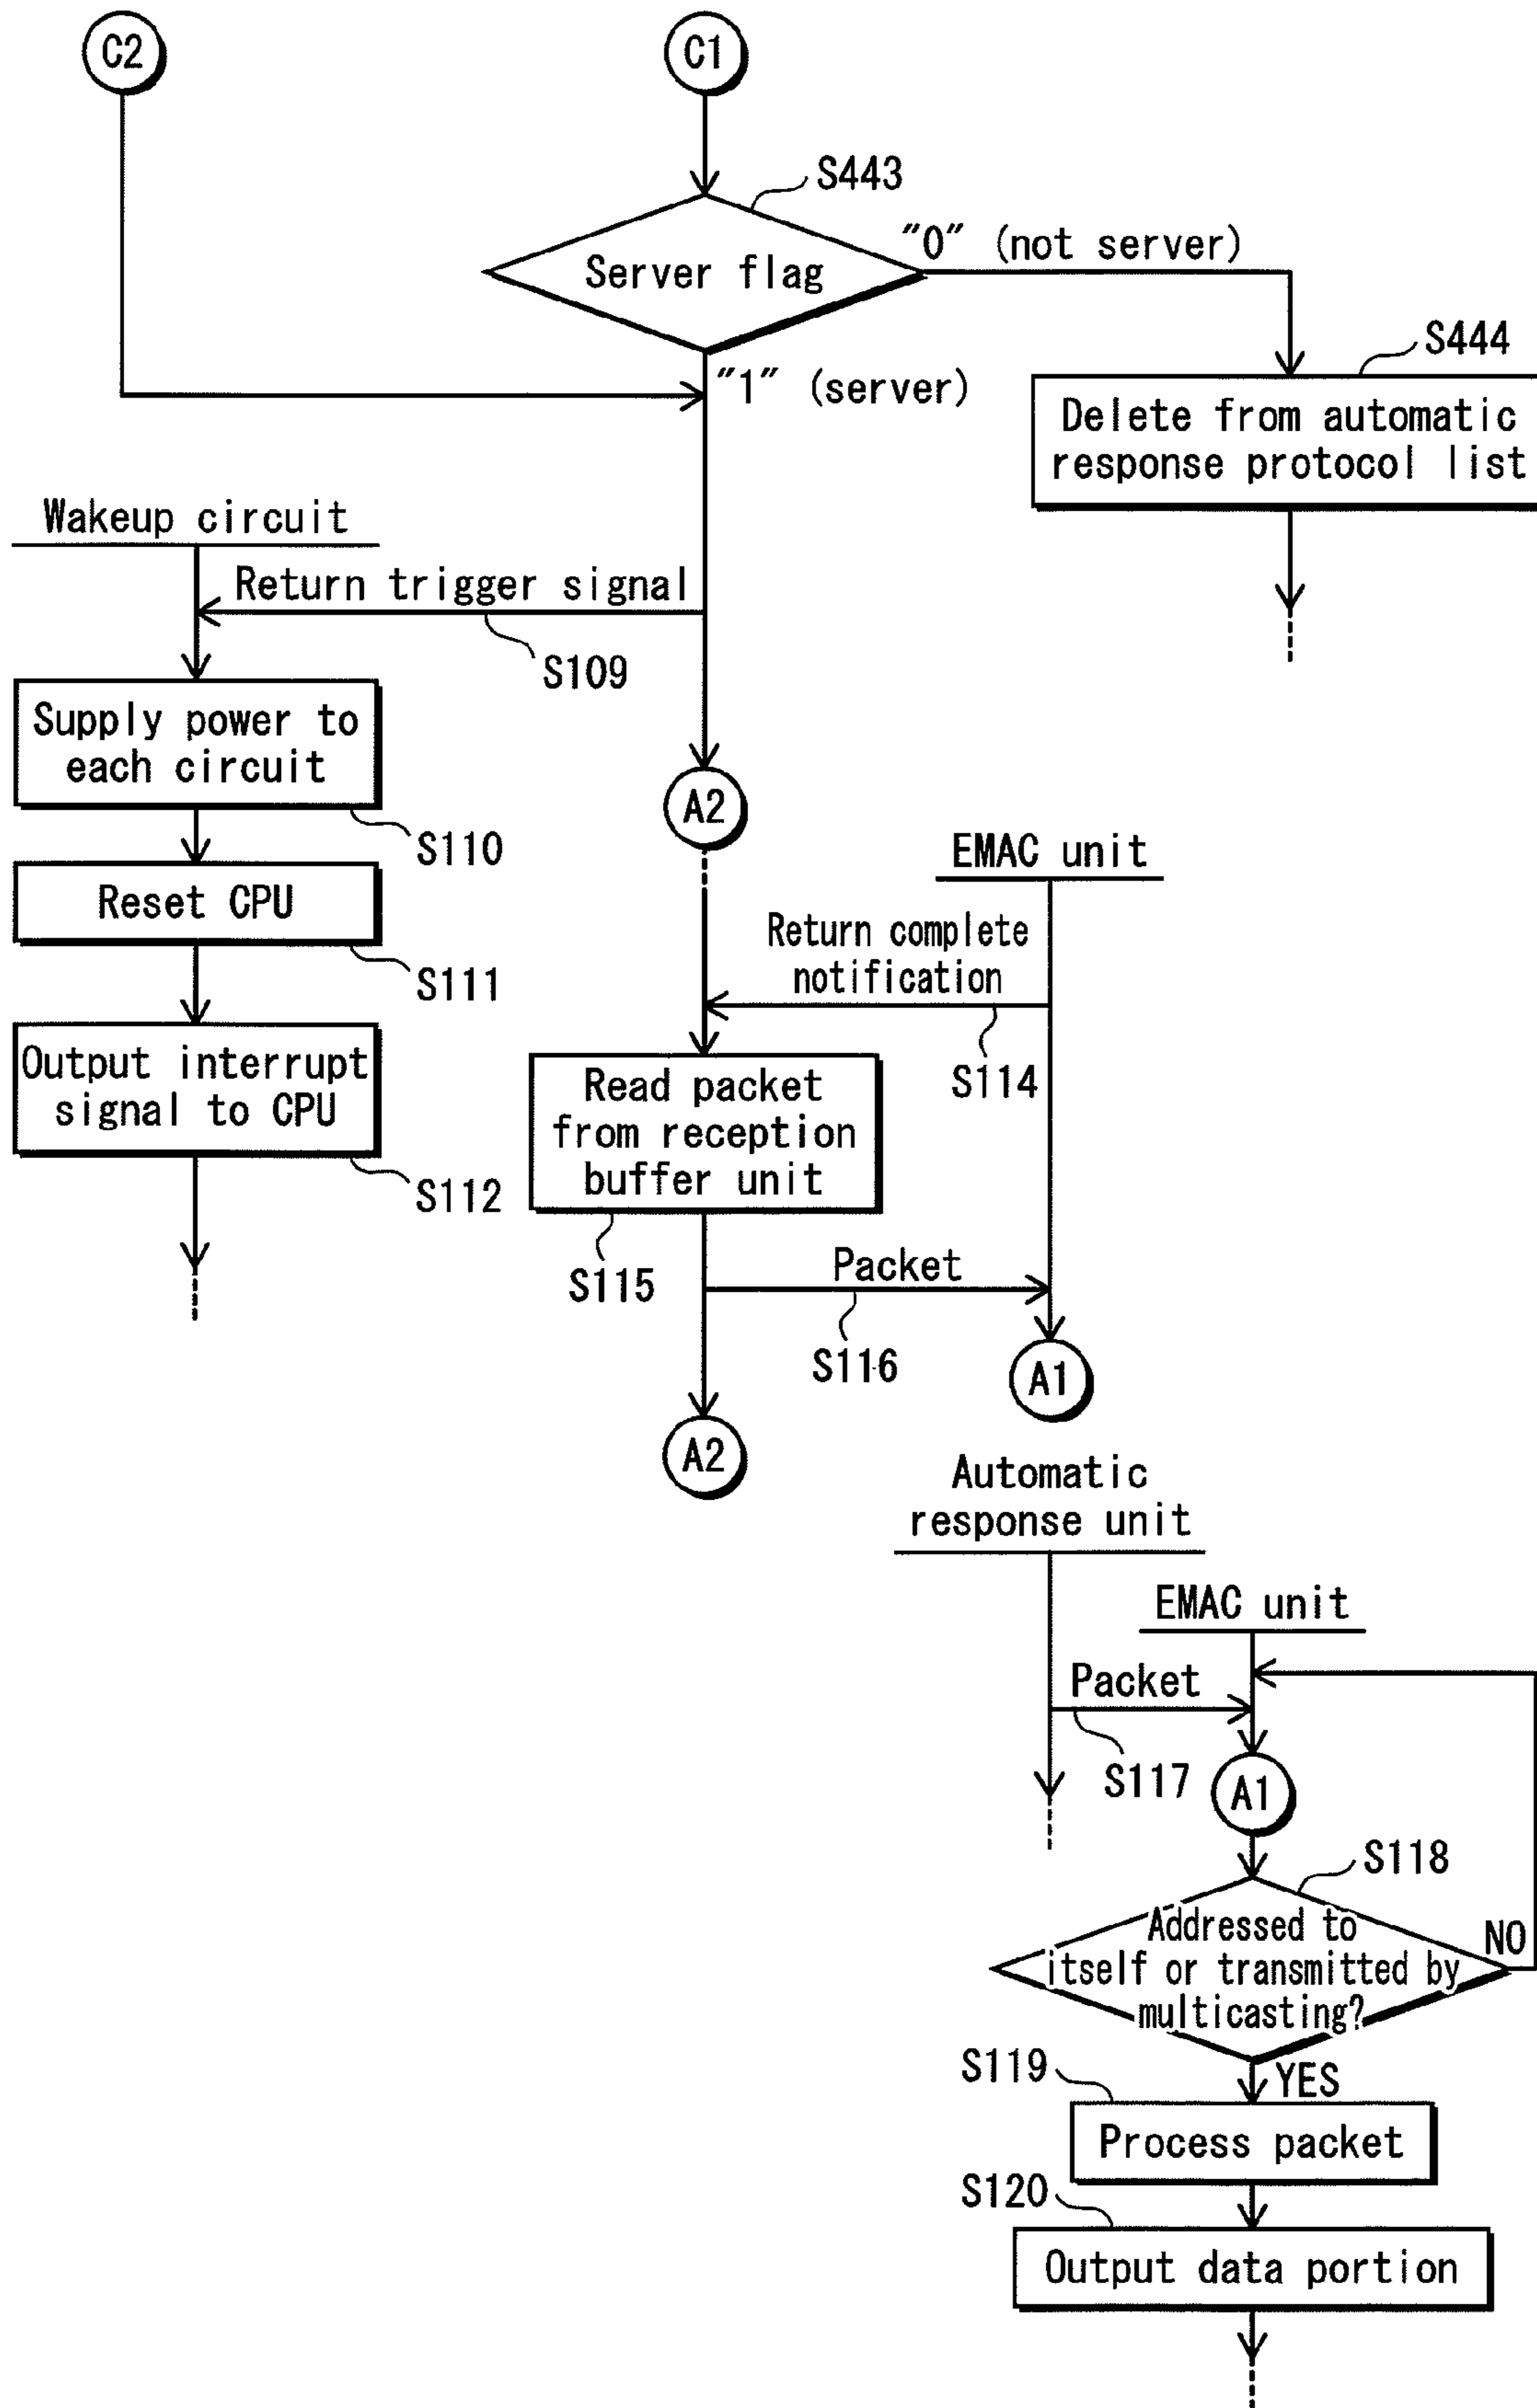 C2
C1
S443
"0" (not server)
Server flag
S444
"1" (server)
Delete from automatic
response protocol list
Wakeup circuit
Return trigger signal
S109
Supply power to
each circuit
S110
A2
EMAC unit
Reset CPU
S111
Return complete
notification
S114
Output interrupt
signal to CPU
S112
Read packet
from reception
buffer unit
S115
Packet
S116
A1
A2
Automatic
response unit
EMAC unit
Packet
S117
A1
S118
Addressed to
itself or transmitted by
multicasting?
NO
S119
YES
Process packet
S120
Output data portion